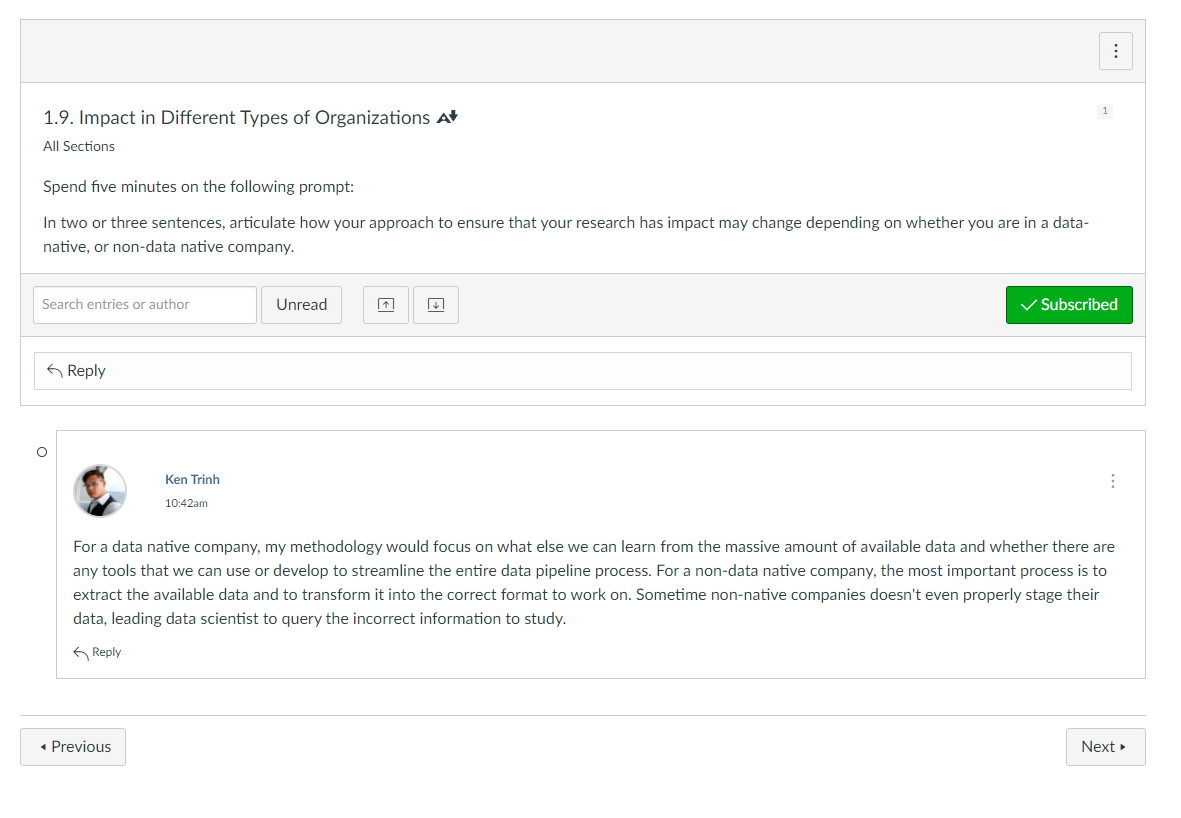 1.9. Impact in Different Types of Organizations
1
All Sections
Spend five minutes on the following prompt:
In two or three sentences, articulate how your approach to ensure that your research has impact may change depending on whether you are in a data-
native, or non-data native company.
Search entries or author
Unread
Subscribed
Reply
Ken Trinh
10:42am
For a data native company, my methodology would focus on what else we can learn from the massive amount of available data and whether there are
any tools that we can use or develop to streamline the entire data pipeline process. For a non-data native company, the most important process is to
extract the available data and to transform it into the correct format to work on. Sometime non-native companies doesn't even properly stage their
data, leading data scientist to query the incorrect information to study.
Reply
Previous
Next